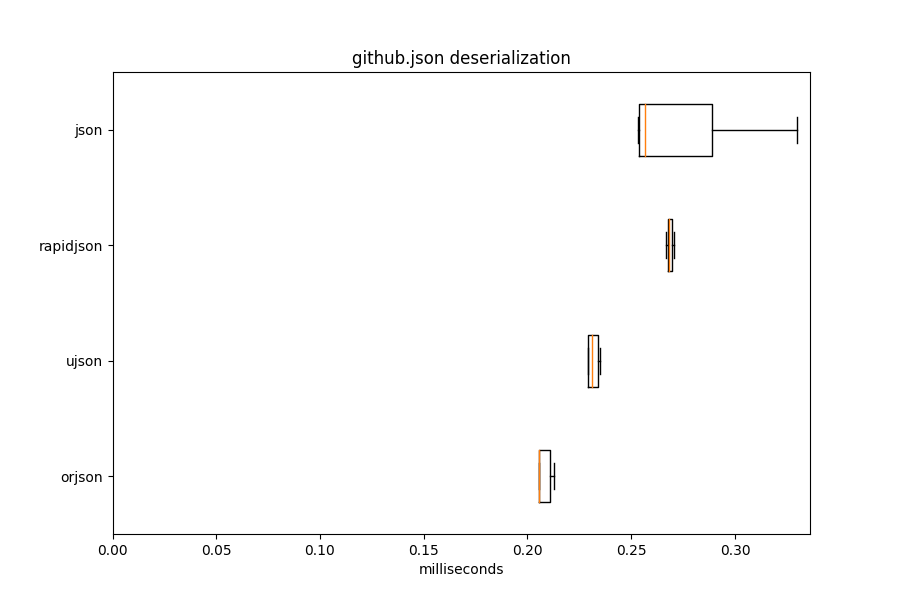 github.json deserialization
json
rapidjson
ujson
orjson
0.00 0.05 0.10 0.15 0.20 0.25 0.30
milliseconds